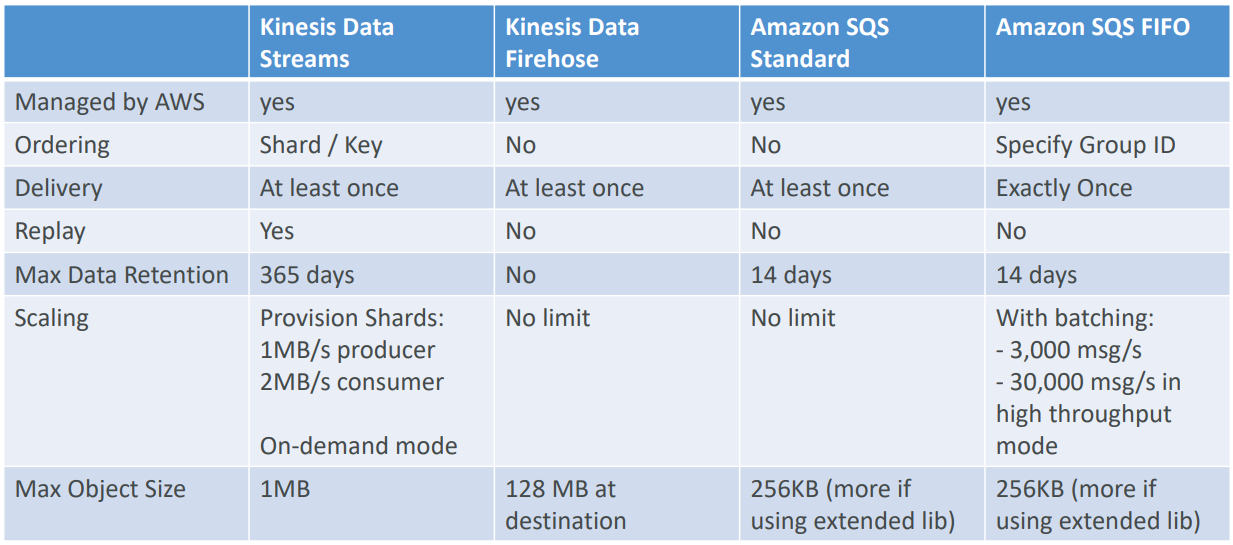 Kinesis Data
Streams
Kinesis Data
Firehose
Amazon SQS
Standard
Amazon SQS FIFO
Managed by AWS
yes
yes
yes
yes
Ordering
Shard / Key
No
No
Specify Group ID
Delivery
At least once
At least once
At least once
Exactly Once
Replay
Yes
No
No
No
Max Data Retention
365 days
No
14 days
14 days
Scaling
Provision Shards:
1MB/s producer
2MB/s consumer
On-demand mode
No limit
No limit
With batching:
- 3,000 msg/s
- 30,000 msg/s in
high throughput
mode
Max Object Size
1MB
128 MB at
destination
256KB (more if
using extended lib)
256KB (more if
using extended lib)